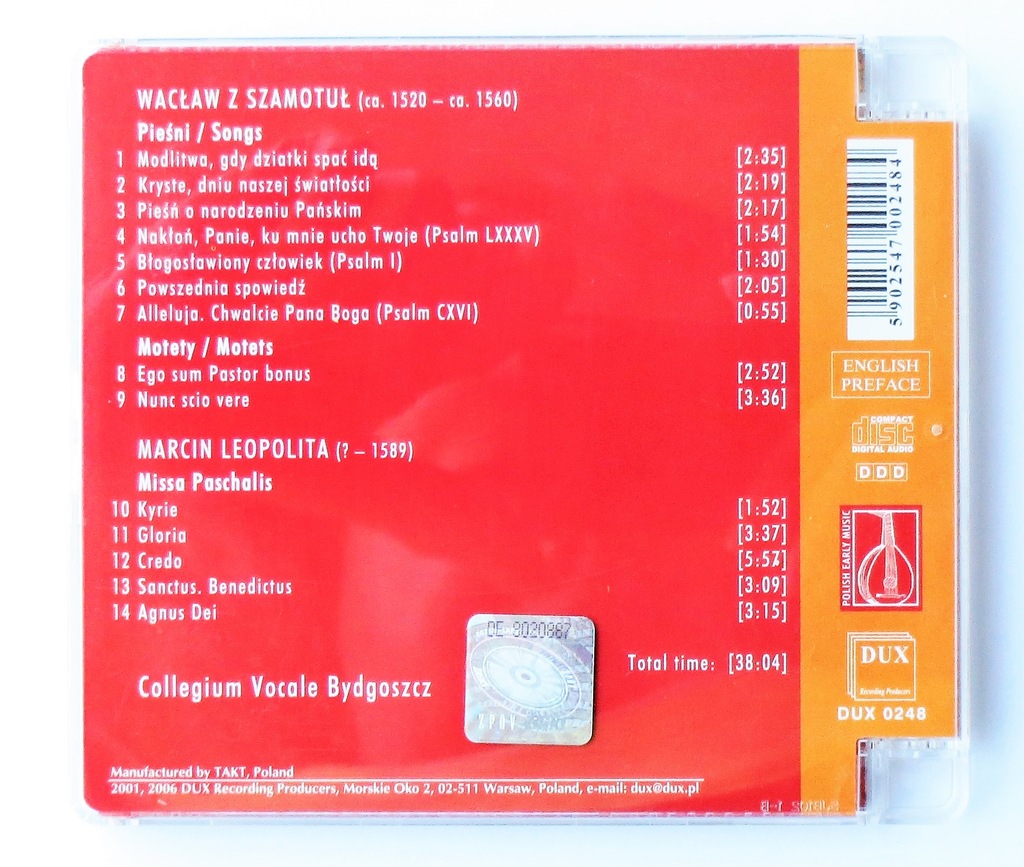 WACŁAW Z SZAMOTUŁ (ca. 1520 – ca. 1560)
Pieśni / Songs
1 Modlitwa, gdy dziatki spać idą [2:35]
2 Kryste, dniu naszej światłości [2:19]
3 Pieśń o narodzeniu Pańskim [2:17]
4 Nakłoń, Panie, ku mnie ucho Twoje (Psalm LXXXV) [1:54]
5 Błogosławiony człowiek (Psalm I) [1:30]
6 Powszednia spowiedź [2:05]
7 Alleluja. Chwalcie Pana Boga (Psalm CXVI) [0:55]
Motety / Motets
8 Ego sum Pastor bonus [2:52]
9 Nunc scio vere [3:36]
MARCIN LEOPOLITA (? – 1589)
Missa Paschalis
10 Kyrie [1:52]
11 Gloria [3:37]
12 Credo [5:57]
13 Sanctus. Benedictus [3:09]
14 Agnus Dei [3:15]
Total time: [38:04]
Collegium Vocale Bydgoszcz
OE 8020867
Manufactured by TAKT, Poland
2001, 2006 DUX Recording Producers, Morskie Oko 2, 02-511 Warsaw, Poland, e-mail: dux@dux.pl
5 902547 002484
ENGLISH
PREFACE
COMPACT
disc
DIGITAL AUDIO
DDD
POLISH EARLY MUSIC
DUX
Recording Producers
DUX 0248